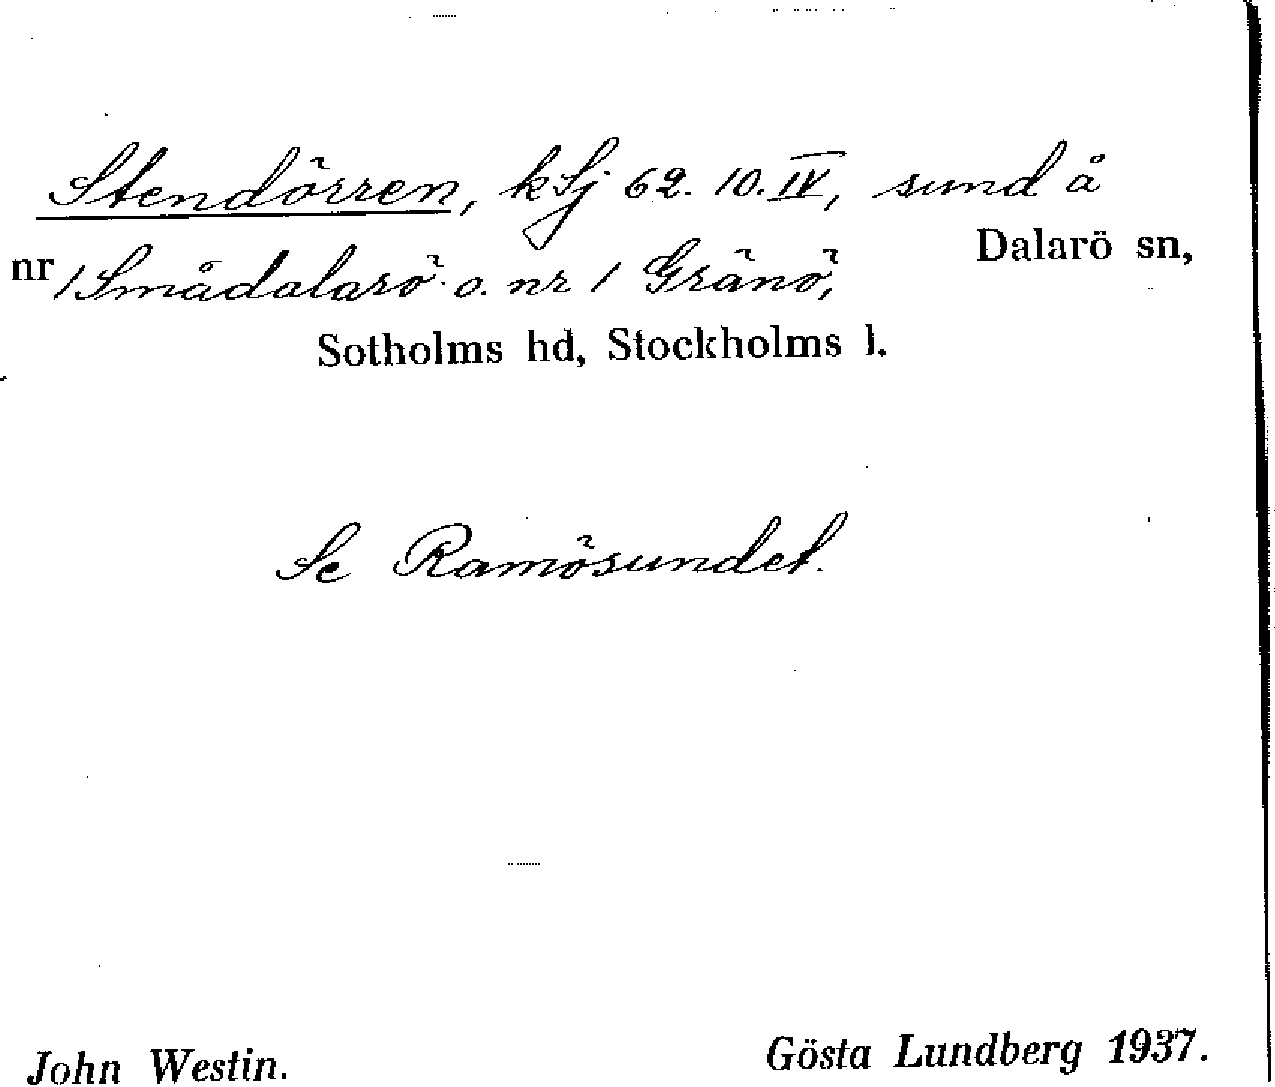 Stendörren, kSj 62. 10. IV, sund å
nr 1 Smådalarö o. nr 1 Gränö, Dalarö sn,
Sotholms hd, Stockholms l.
Se Ramösundet.
John Westin. Gösta Lundberg 1937.